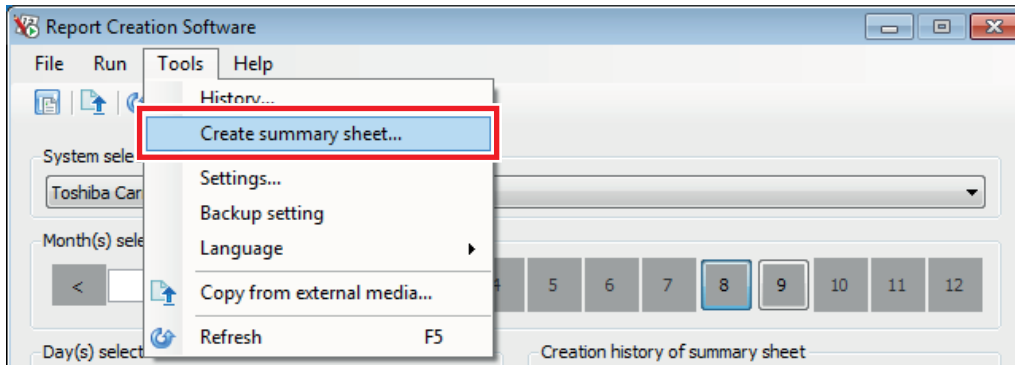 Report Creation Software
File Run Tools Help
History...
Create summary sheet...
System sele
Settings...
Toshiba Car
Backup setting
Month(s) sele
Language
< 5 6 7 8 9 10 11 12
Copy from external media...
Refresh F5
Day(s) select
Creation history of summary sheet